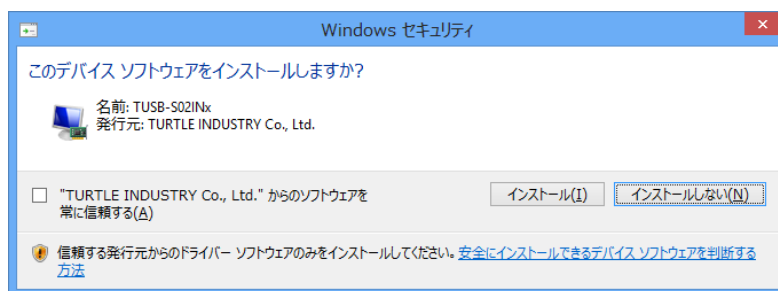 Windows セキュリティ
このデバイス ソフトウェアをインストールしますか?
名前: TUSB-S02INx
発行元: TURTLE INDUSTRY Co., Ltd.
"TURTLE INDUSTRY Co., Ltd." からのソフトウェアを
常に信頼する(A)
インストール(I)
インストールしない(N)
信頼する発行元からのドライバー ソフトウェアのみをインストールしてください。安全にインストールできるデバイス ソフトウェアを判断する
方法